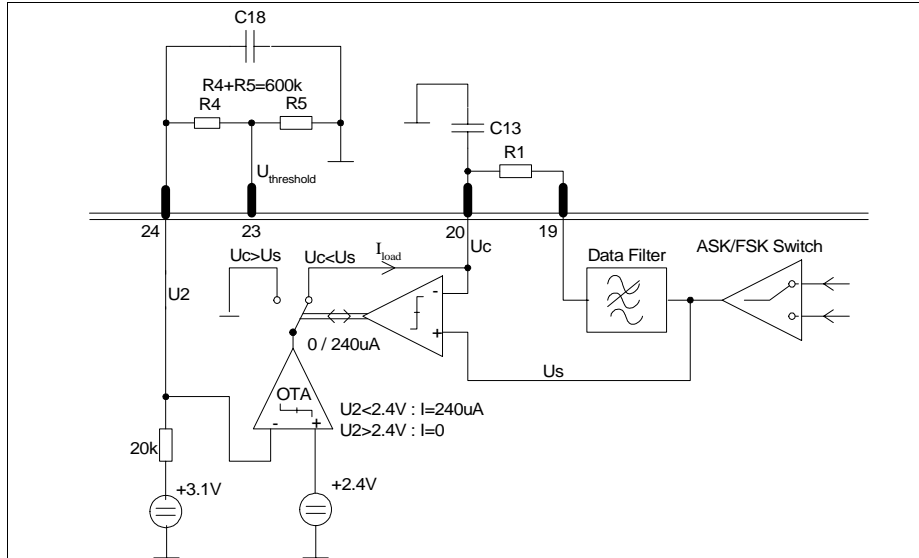 C18
R4+R5=600k
R4
R5
C13
R1
Uthreshold
24
23
20
19
Uc
Uc>Us
Uc<Us
Iload
Data Filter
ASK/FSK Switch
U2
-
+
0 / 240uA
Us
OTA
-
+
U2<2.4V : I=240uA
U2>2.4V : I=0
20k
+3.1V
+2.4V